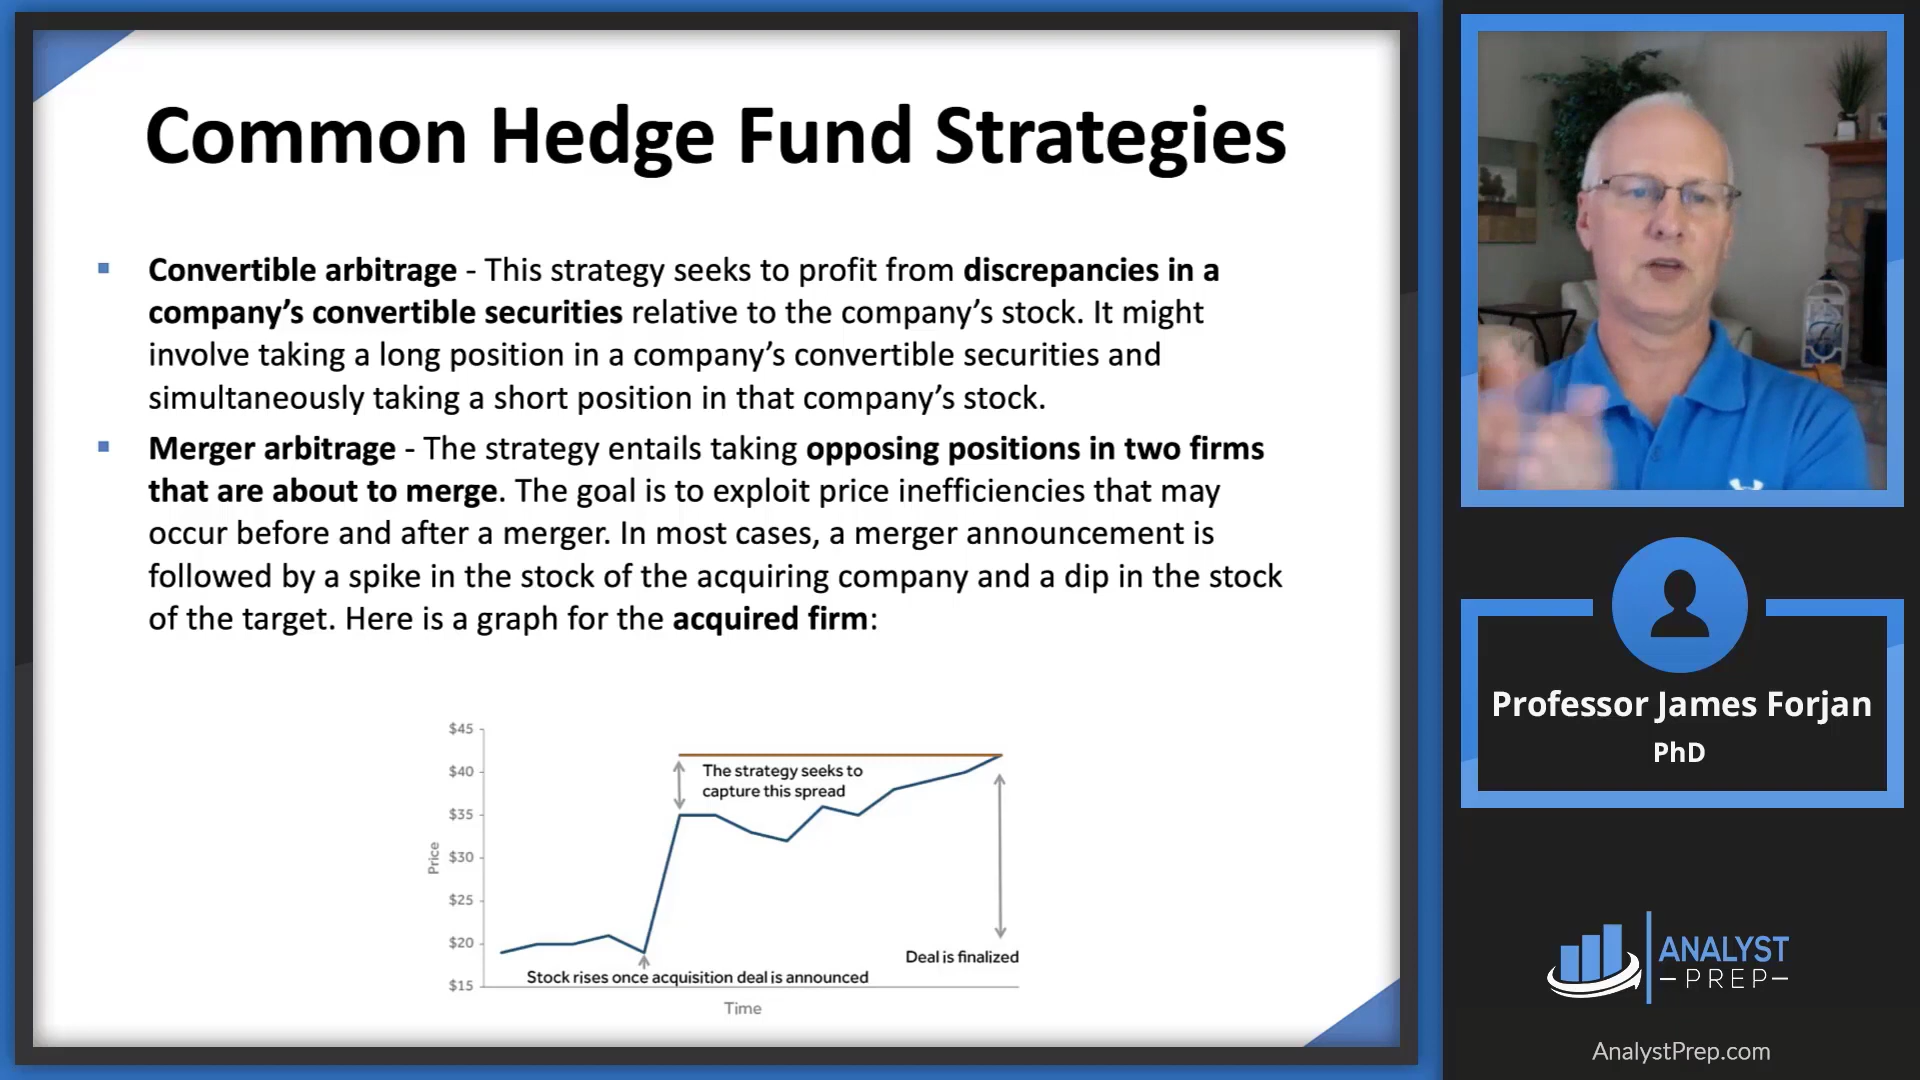 Common Hedge Fund Strategies
Convertible arbitrage - This strategy seeks to profit from discrepancies in a
company’s convertible securities relative to the company’s stock. It might
involve taking a long position in a company’s convertible securities and
simultaneously taking a short position in that company’s stock.
Merger arbitrage - The strategy entails taking opposing positions in two firms
that are about to merge. The goal is to exploit price inefficiencies that may
occur before and after a merger. In most cases, a merger announcement is
followed by a spike in the stock of the acquiring company and a dip in the stock
of the target. Here is a graph for the acquired firm:
$45
$40
$35
$30
$25
$20
$15
Price
The strategy seeks to
capture this spread
Deal is finalized
Stock rises once acquisition deal is announced
Time
Professor James Forjan
PhD
ANALYST
PREP
AnalystPrep.com